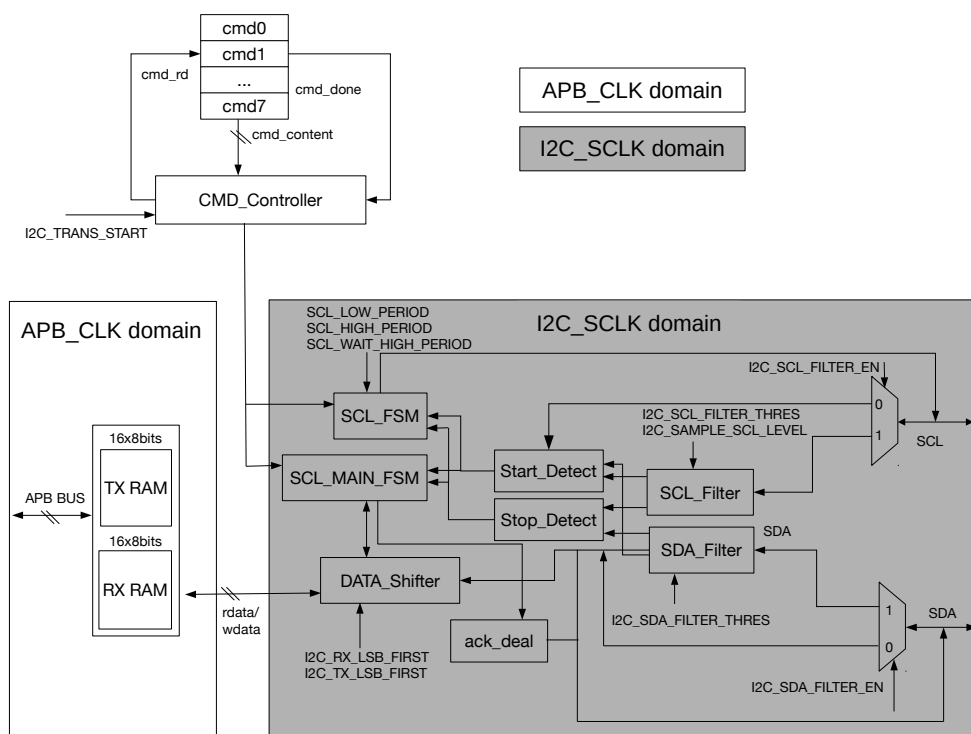 cmd0
cmd1
...
cmd7
cmd_rd
cmd_done
cmd_content
CMD_Controller
I2C_TRANS_START
APB_CLK domain
I2C_SCLK domain
APB_CLK domain
16x8bits
TX RAM
APB BUS
16x8bits
RX RAM
rdata/
wdata
I2C_SCLK domain
SCL_LOW_PERIOD
SCL_HIGH_PERIOD
SCL_WAIT_HIGH_PERIOD
I2C_SCL_FILTER_EN
SCL_FSM
0
1
SCL
I2C_SCL_FILTER_THRES
I2C_SAMPLE_SCL_LEVEL
SCL_MAIN_FSM
Start_Detect
SCL_Filter
Stop_Detect
SDA
SDA_Filter
DATA_Shifter
I2C_SDA_FILTER_THRES
1
0
SDA
ack_deal
I2C_RX_LSB_FIRST
I2C_TX_LSB_FIRST
I2C_SDA_FILTER_EN